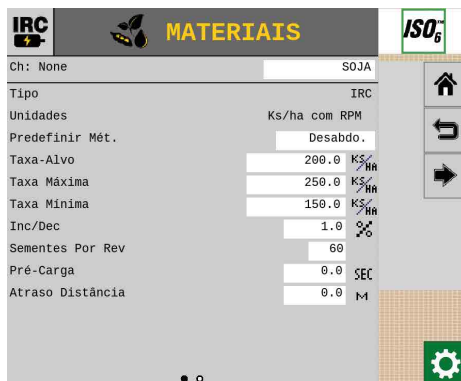 IRC MATERIAIS ISO6™
Ch: None SOJA
Tipo IRC
Unidades Ks/ha com RPM
Predefinir Mét. Desabdo.
Taxa-Alvo 200.0 KS/HA
Taxa Máxima 250.0 KS/HA
Taxa Mínima 150.0 KS/HA
Inc/Dec 1.0 %
Sementes Por Rev 60
Pré-Carga 0.0 SEC
Atraso Distância 0.0 M